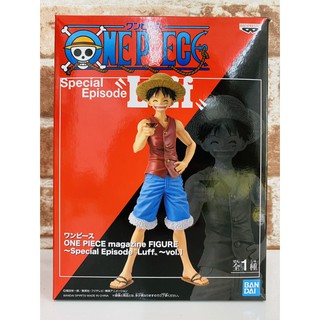 ワンピース
ONE PIECE
BANPRESTO
Special
Episode "Luff"
ワンピース
ONE PIECE magazine FIGURE
~Special Episode "Luff"~vol.1
全1種
BANDAI